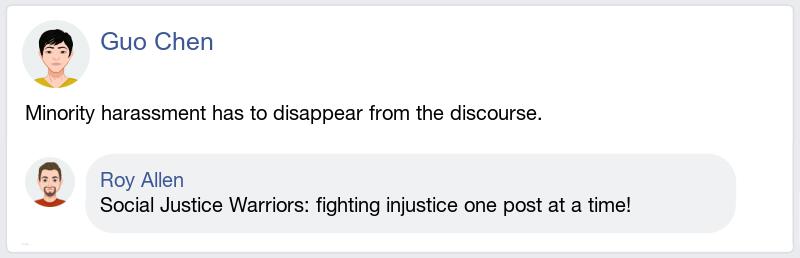 Guo Chen
Minority harassment has to disappear from the discourse.
Roy Allen
Social Justice Warriors: fighting injustice one post at a time!